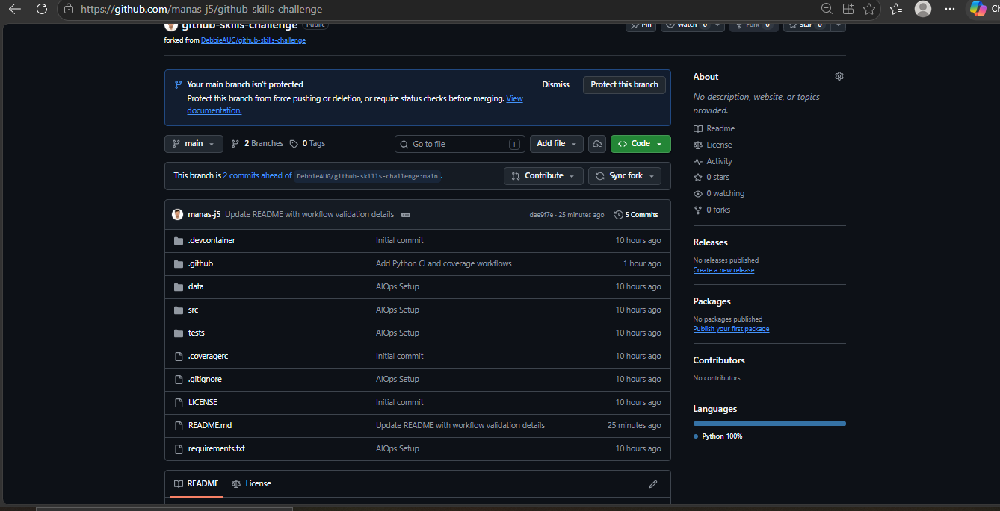 https://github.com/manas-j5/github-skills-challenge
github-skills-challenge Public
Pin Watch 0 Fork 0 Star 0
forked from DebbieAUG/github-skills-challenge
Your main branch isn't protected
Dismiss Protect this branch
Protect this branch from force pushing or deletion, or require status checks before merging. View
documentation.
main 2 Branches 0 Tags Go to file T Add file Code
This branch is 2 commits ahead of DebbieAUG/github-skills-challenge:main. Contribute Sync fork
manas-j5 Update README with workflow validation details dae9f7e · 25 minutes ago 5 Commits
.devcontainer Initial commit 10 hours ago
.github Add Python CI and coverage workflows 1 hour ago
data AIOps Setup 10 hours ago
src AIOps Setup 10 hours ago
tests AIOps Setup 10 hours ago
.coveragerc Initial commit 10 hours ago
.gitignore AIOps Setup 10 hours ago
LICENSE Initial commit 10 hours ago
README.md Update README with workflow validation details 25 minutes ago
requirements.txt AIOps Setup 10 hours ago
README License
About
No description, website, or topics
provided.
Readme
License
Activity
0 stars
0 watching
0 forks
Releases
No releases published
Create a new release
Packages
No packages published
Publish your first package
Contributors
No contributors
Languages
Python 100%